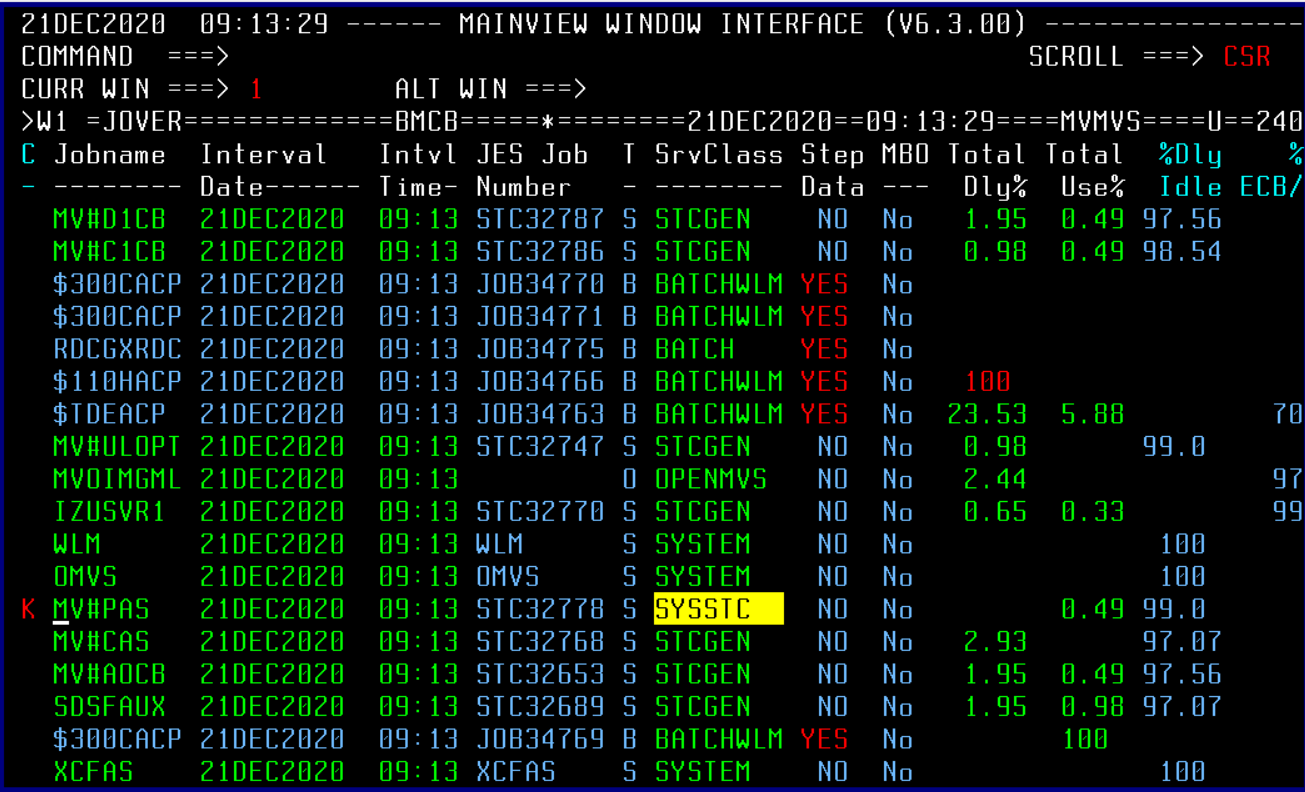 21DEC2020  09:13:29 ------ MAINVIEW WINDOW INTERFACE (V6.3.00) ----------------
COMMAND  ===>                                                 SCROLL ===> CSR
CURR WIN ===> 1        ALT WIN ===>
>W1 =JOVER=============BMCB=====*========21DEC2020==09:13:29====MVMVS====U==240
C Jobname  Interval   Intvl JES Job  T SrvClass Step MBO Total Total  %Dly    %
- -------- Date------ Time- Number   - -------- Data ---  Dly%  Use%  Idle ECB/
  MV#D1CB  21DEC2020  09:13 STC32787 S STCGEN    NO  No   1.95  0.49 97.56
  MV#C1CB  21DEC2020  09:13 STC32786 S STCGEN    NO  No   0.98  0.49 98.54
  $300CACP 21DEC2020  09:13 JOB34770 B BATCHWLM YES  No
  $300CACP 21DEC2020  09:13 JOB34771 B BATCHWLM YES  No
  RDCGXRDC 21DEC2020  09:13 JOB34775 B BATCH    YES  No
  $110HACP 21DEC2020  09:13 JOB34766 B BATCHWLM YES  No   100
  $TDEACP  21DEC2020  09:13 JOB34763 B BATCHWLM YES  No  23.53  5.88         70
  MV#ULOPT 21DEC2020  09:13 STC32747 S STCGEN    NO  No   0.98       99.0
  MVOIMGML 21DEC2020  09:13          O OPENMVS   NO  No   2.44               97
  IZUSVR1  21DEC2020  09:13 STC32770 S STCGEN    NO  No   0.65  0.33         99
  WLM      21DEC2020  09:13 WLM      S SYSTEM    NO  No               100
  OMVS     21DEC2020  09:13 OMVS     S SYSTEM    NO  No               100
K MV#PAS   21DEC2020  09:13 STC32778 S SYSSTC    NO  No         0.49 99.0
  MV#CAS   21DEC2020  09:13 STC32768 S STCGEN    NO  No   2.93       97.07
  MV#AOCB  21DEC2020  09:13 STC32653 S STCGEN    NO  No   1.95  0.49 97.56
  SDSFAUX  21DEC2020  09:13 STC32689 S STCGEN    NO  No   1.95  0.98 97.07
  $300CACP 21DEC2020  09:13 JOB34769 B BATCHWLM YES  No         100
  XCFAS    21DEC2020  09:13 XCFAS    S SYSTEM    NO  No               100